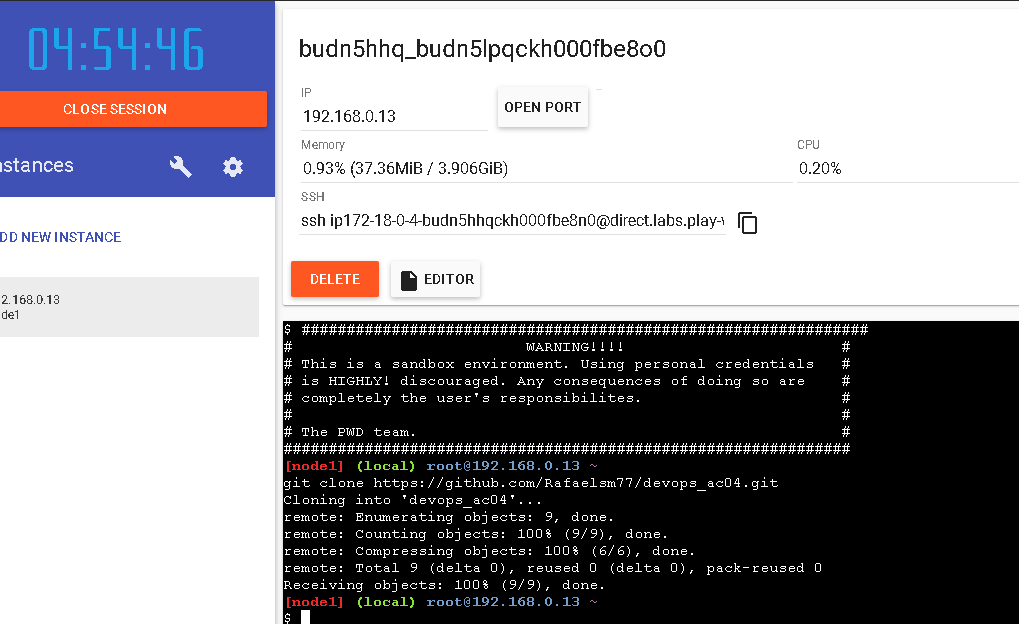 04:54:46
CLOSE SESSION
nstances
DD NEW INSTANCE
2.168.0.13
de1
budn5hhq_budn5lpqckh000fbe8o0
IP
192.168.0.13
OPEN PORT
Memory
0.93% (37.36MiB / 3.906GiB)
CPU
0.20%
SSH
ssh ip172-18-0-4-budn5hhqckh000fbe8n0@direct.labs.play-
DELETE
EDITOR
$ ###############################################################
# WARNING!!!! #
# This is a sandbox environment. Using personal credentials #
# is HIGHLY! discouraged. Any consequences of doing so are #
# completely the user's responsibilites. #
# #
# The PWD team. #
###############################################################
[node1] (local) root@192.168.0.13 ~
git clone https://github.com/Rafaelsm77/devops_ac04.git
Cloning into 'devops_ac04'...
remote: Enumerating objects: 9, done.
remote: Counting objects: 100% (9/9), done.
remote: Compressing objects: 100% (6/6), done.
remote: Total 9 (delta 0), reused 0 (delta 0), pack-reused 0
Receiving objects: 100% (9/9), done.
[node1] (local) root@192.168.0.13 ~
$